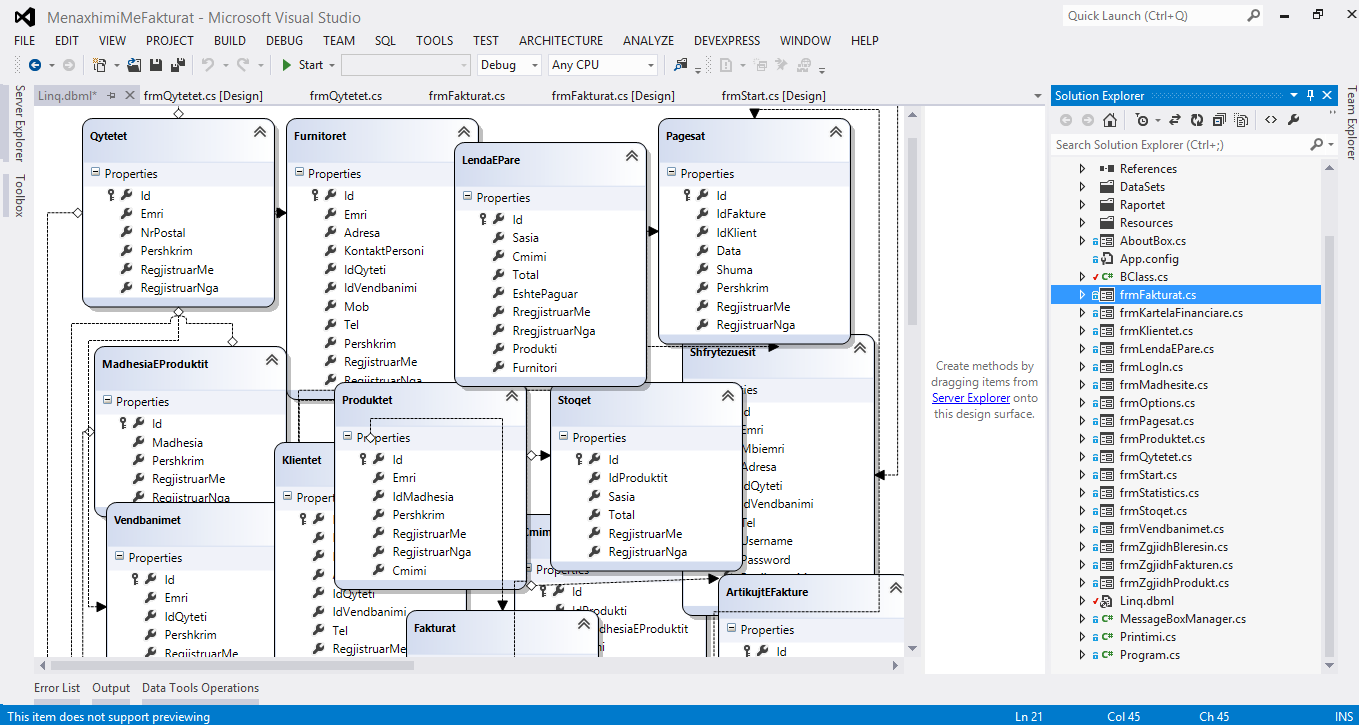 MenaxhimiMeFakturat - Microsoft Visual Studio
Quick Launch (Ctrl+Q)
FILE EDIT VIEW PROJECT BUILD DEBUG TEAM SQL TOOLS TEST ARCHITECTURE ANALYZE DEVEXPRESS WINDOW HELP
Start Debug Any CPU
Server Explorer
Toolbox
Linq.dbml* frmQytetet.cs [Design] frmQytetet.cs frmFakturat.cs frmFakturat.cs [Design] frmStart.cs [Design]
Qytetet
Properties
Id
Emri
NrPostal
Pershkrim
RegjistruarMe
RegjistruarNga
Furnitoret
Properties
Id
Emri
Adresa
KontaktPersoni
IdQyteti
IdVendbanimi
Mob
Tel
Pershkrim
RegjistruarMe
RegjistruarNga
LendaEPare
Properties
Id
Sasia
Cmimi
Total
EshtePaguar
RregjistruarMe
RregjistruarNga
Produkti
Furnitori
Pagesat
Properties
Id
IdFakture
IdKlient
Data
Shuma
Pershkrim
RegjistruarMe
RegjistruarNga
MadhesiaEProduktit
Properties
Id
Madhesia
Pershkrim
RegjistruarMe
RegjistruarNga
Vendbanimet
Properties
Id
Emri
IdQyteti
Pershkrim
RegjistruarMe
Klientet
Proper
IdQyteti
IdVendbanimi
Tel
RegjistruarMe
Produktet
Properties
Id
Emri
IdMadhesia
Pershkrim
RegjistruarMe
RegjistruarNga
Cmimi
Stoqet
Properties
Id
IdProduktit
Sasia
Total
RegjistruarMe
RegjistruarNga
Shfrytezuesit
ies
d
Emri
Mbiemri
Adresa
dQyteti
dVendbanimi
Tel
Username
Password
Cmim
Properties
Id
IdProdukti
adhesiaEProduktit
Fakturat
ArtikujtEFakture
Properties
Id
Create methods by
dragging items from
Server Explorer onto
this design surface.
Solution Explorer
Search Solution Explorer (Ctrl+;)
References
DataSets
Raportet
Resources
AboutBox.cs
App.config
BClass.cs
frmFakturat.cs
frmKartelaFinanciare.cs
frmKlientet.cs
frmLendaEPare.cs
frmLogIn.cs
frmMadhesite.cs
frmOptions.cs
frmPagesat.cs
frmProduktet.cs
frmQytetet.cs
frmStart.cs
frmStatistics.cs
frmStoqet.cs
frmVendbanimet.cs
frmZgjidhBleresin.cs
frmZgjidhFakturen.cs
frmZgjidhProdukt.cs
Linq.dbml
MessageBoxManager.cs
Printimi.cs
Program.cs
Team Explorer
Error List Output Data Tools Operations
This item does not support previewing Ln 21 Col 45 Ch 45 INS